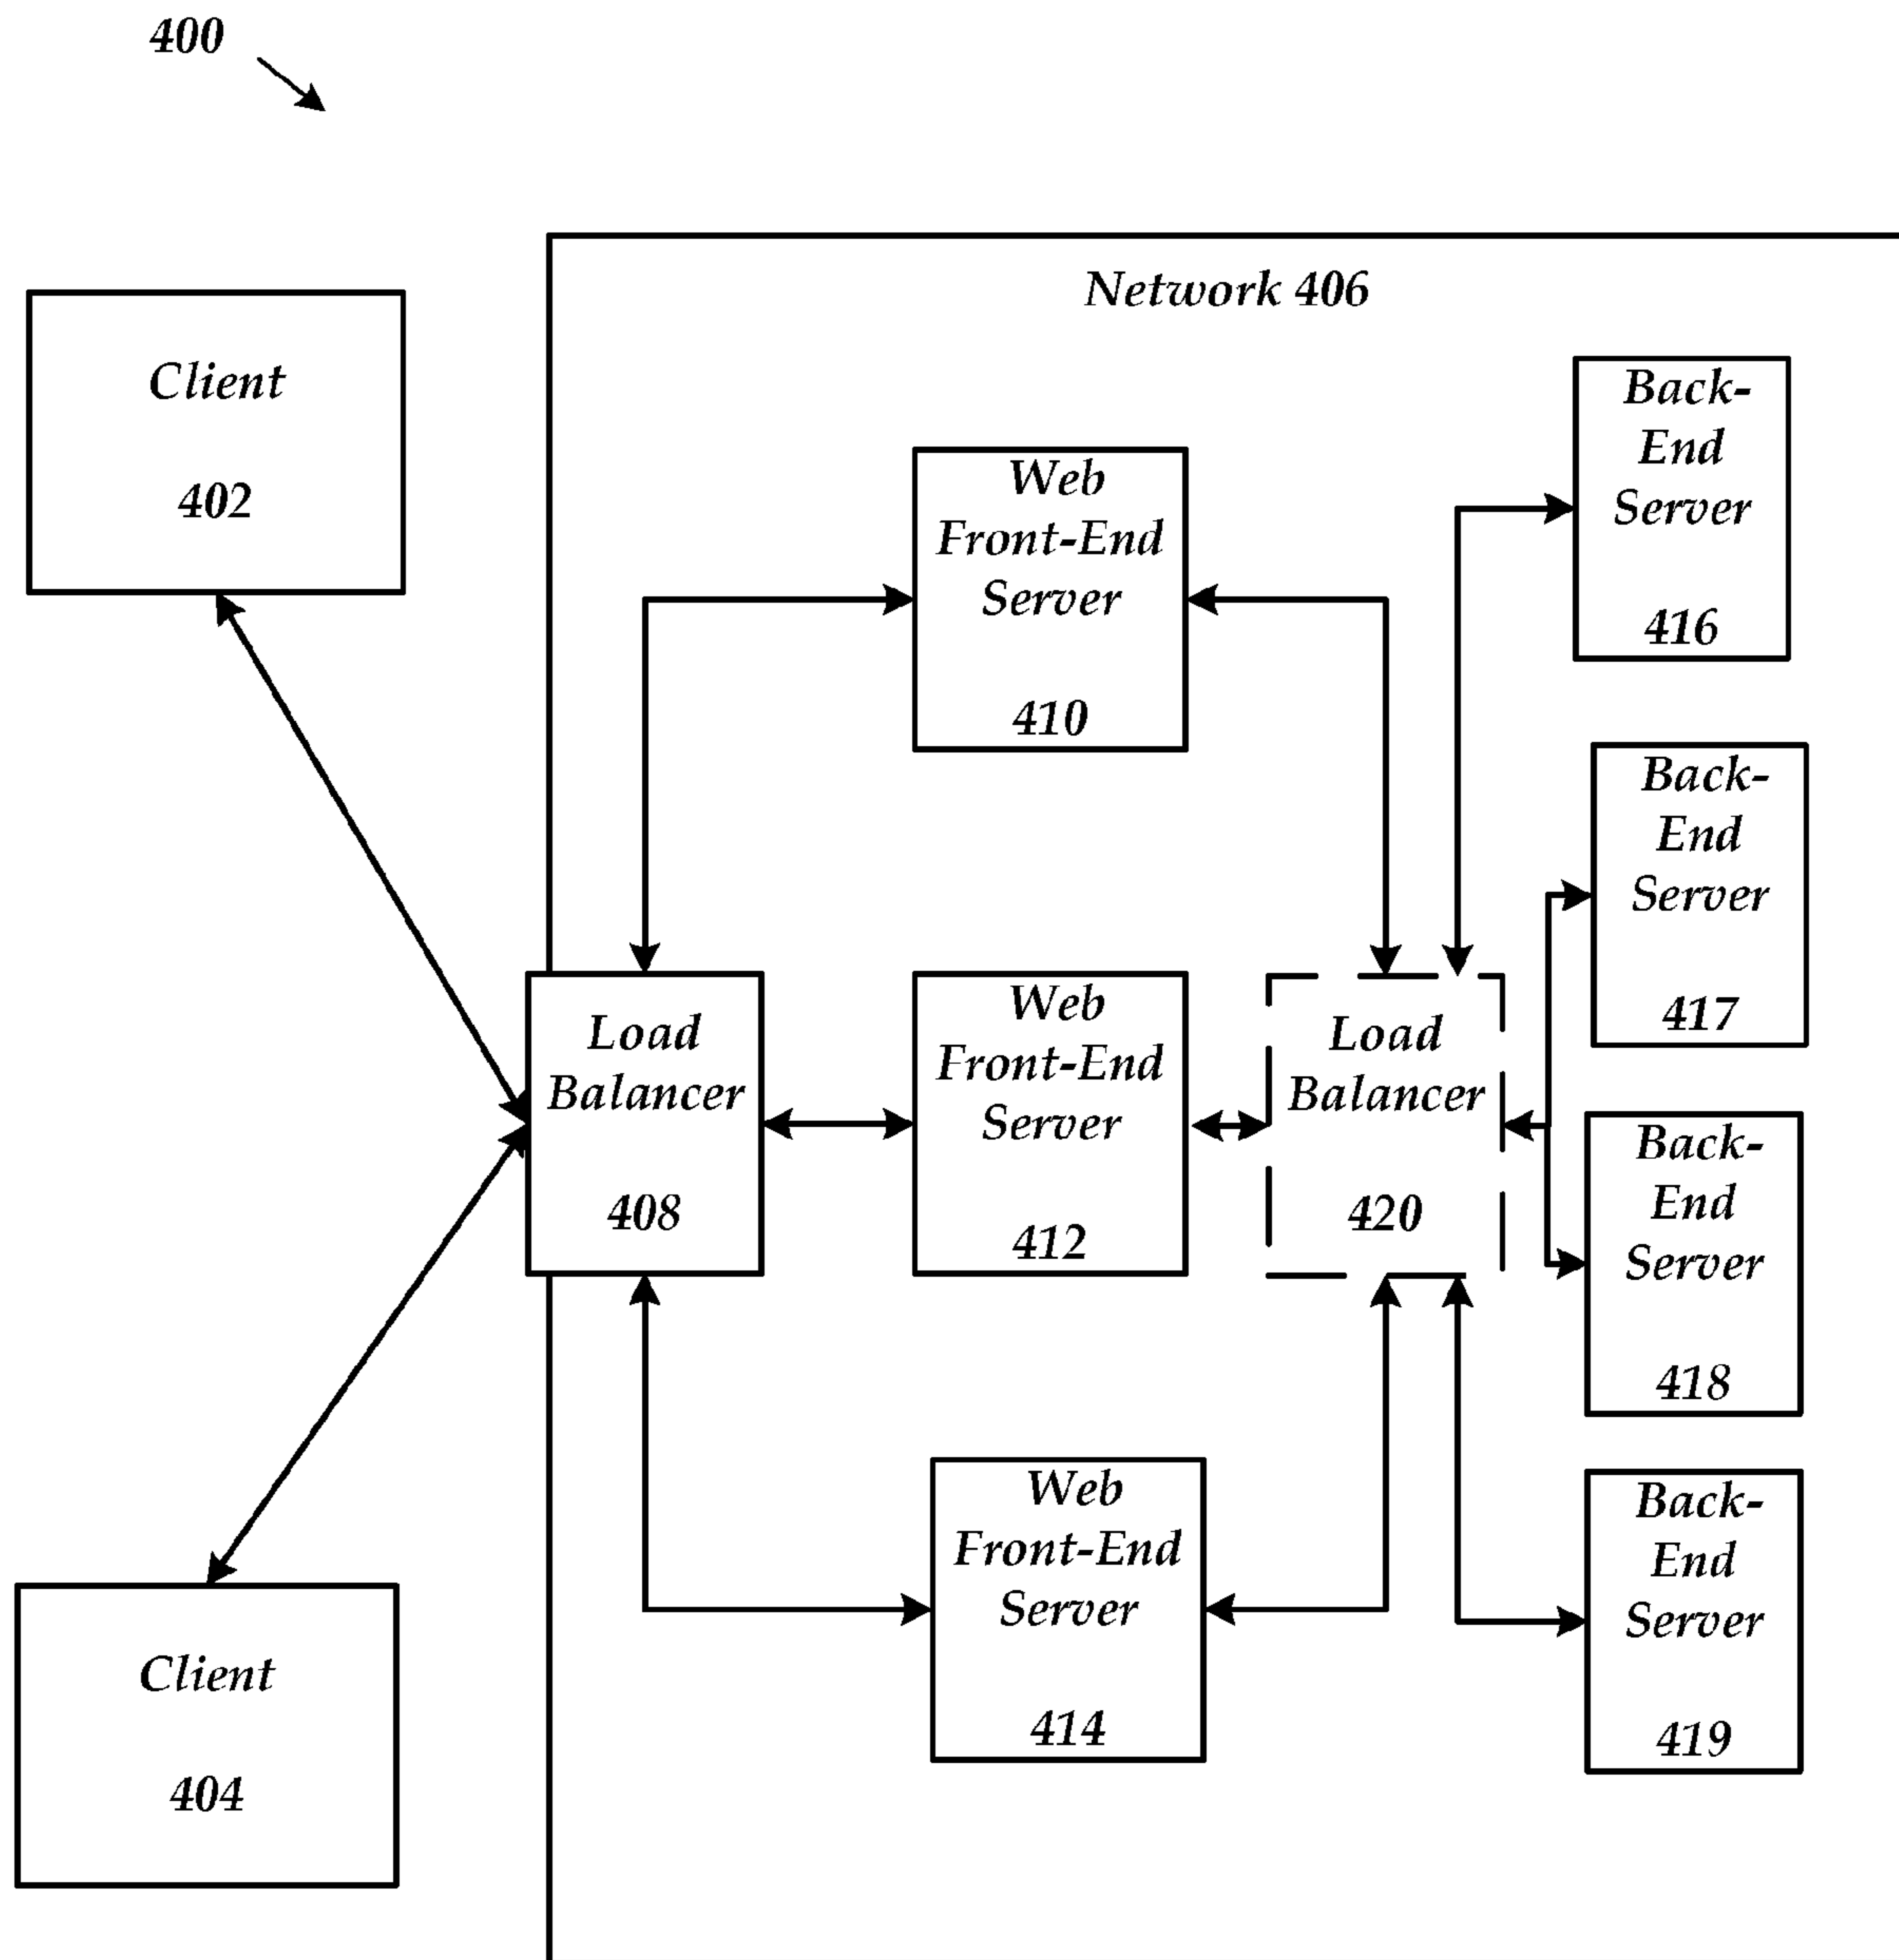 400
Network 406
Client
402
Back-
End
Server
416
Web
Front-End
Server
410
Back-
End
Server
417
Load
Balancer
408
Web
Front-End
Server
412
Load
Balancer
420
Back-
End
Server
418
Web
Front-End
Server
414
Back-
End
Server
419
Client
404